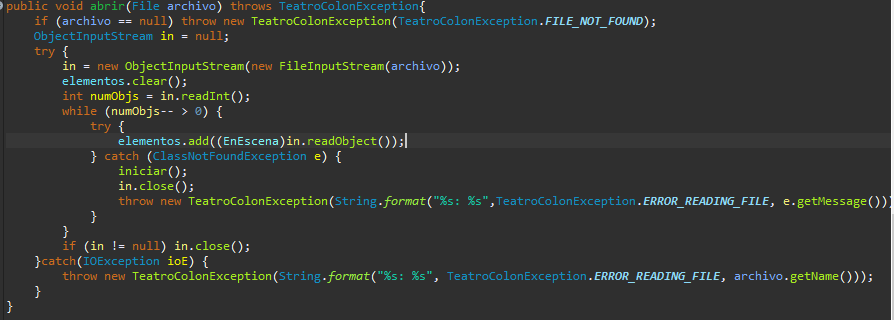 public void abrir(File archivo) throws TeatroColonException{
    if (archivo == null) throw new TeatroColonException(TeatroColonException.FILE_NOT_FOUND);
    ObjectInputStream in = null;
    try {
        in = new ObjectInputStream(new FileInputStream(archivo));
        elementos.clear();
        int numObjs = in.readInt();
        while (numObjs-- > 0) {
            try {
                elementos.add((EnEscena)in.readObject());
            } catch (ClassNotFoundException e) {
                iniciar();
                in.close();
                throw new TeatroColonException(String.format("%s: %s",TeatroColonException.ERROR_READING_FILE, e.getMessage()))
            }
        }
        if (in != null) in.close();
    }catch(IOException ioE) {
        throw new TeatroColonException(String.format("%s: %s", TeatroColonException.ERROR_READING_FILE, archivo.getName()));
    }
}